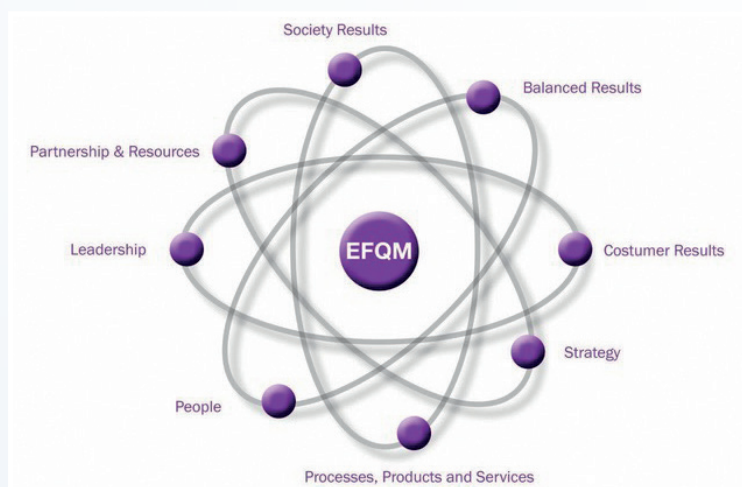 Society Results
Balanced Results
Partnership & Resources
Leadership
EFQM
Costumer Results
Strategy
People
Processes, Products and Services